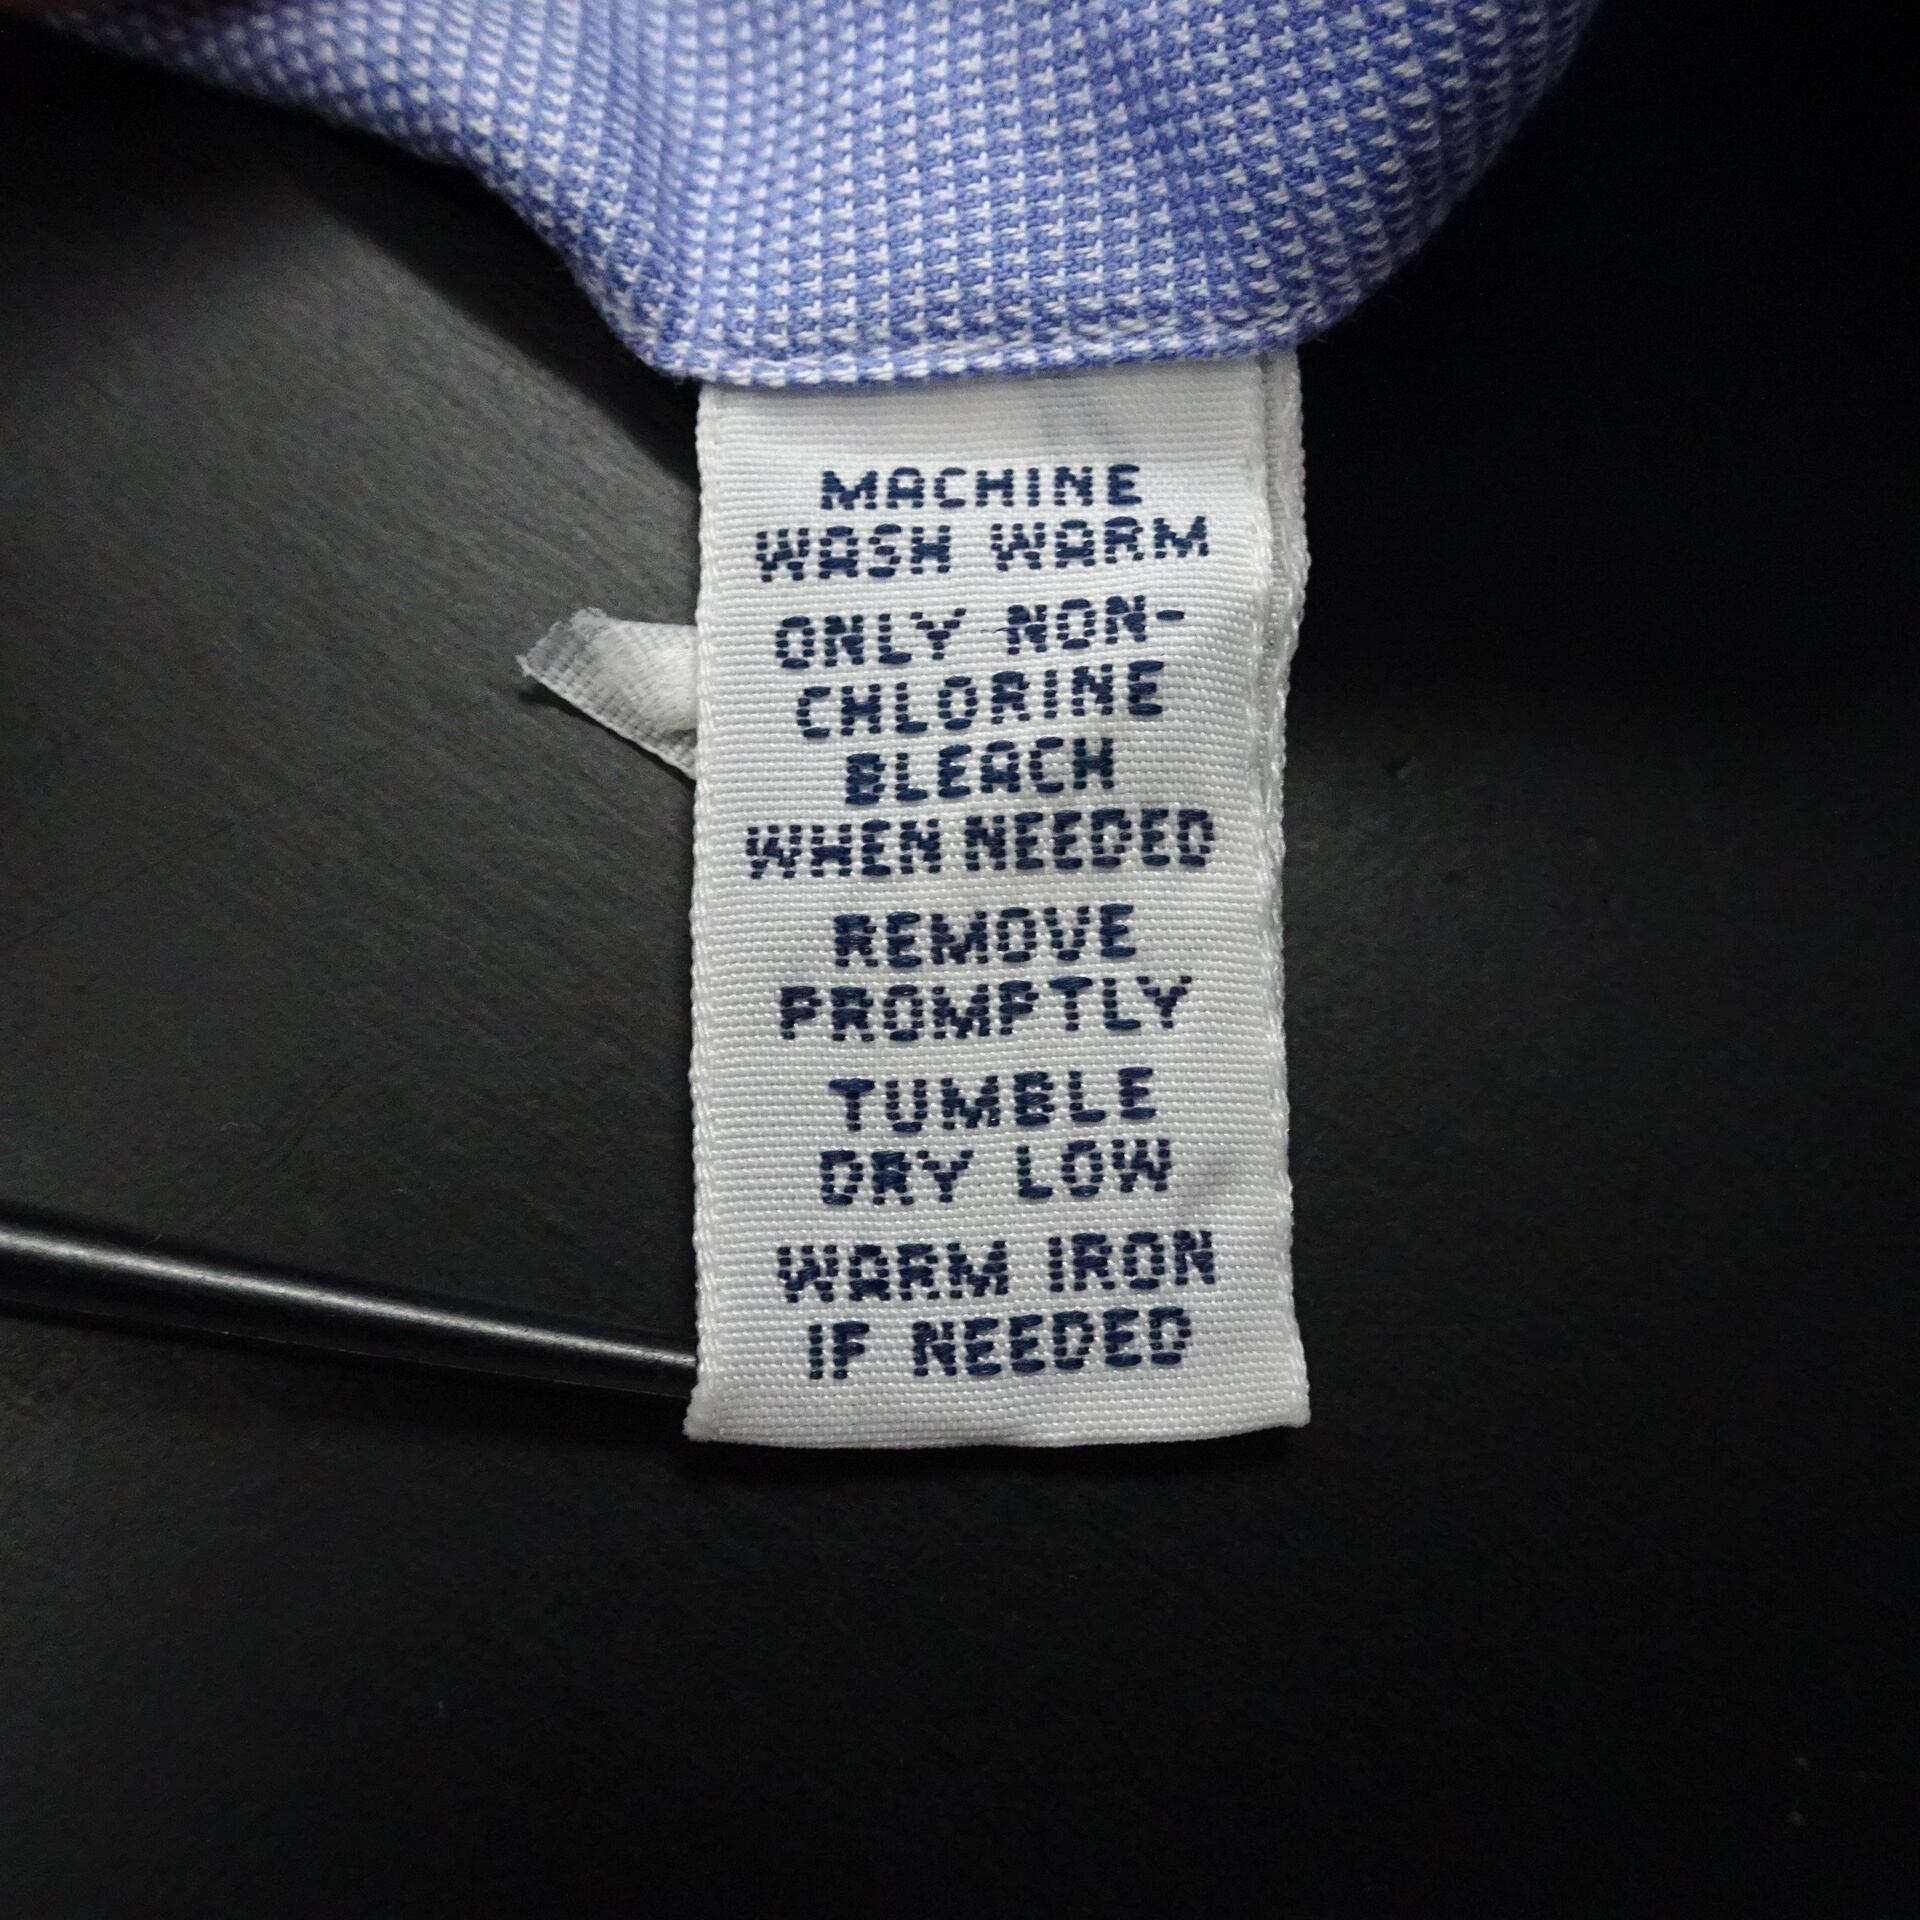 MACHINE
WASH WARM
ONLY NON-
CHLORINE
BLEACH
WHEN NEEDED
REMOVE
PROMPTLY
TUMBLE
DRY LOW
WARM IRON
IF NEEDED